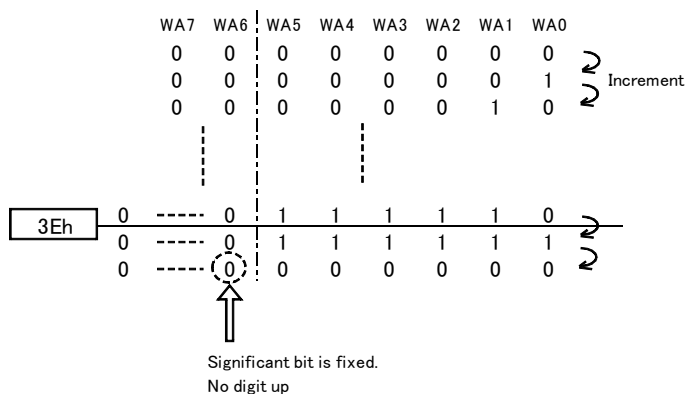 WA7 WA6 WA5 WA4 WA3 WA2 WA1 WA0
0 0 0 0 0 0 0 0
0 0 0 0 0 0 0 1
Increment
0 0 0 0 0 0 1 0
0 ----- 0 1 1 1 1 1 0
3Eh
0 ----- 0 1 1 1 1 1 1
0 ----- 0 0 0 0 0 0 0
Significant bit is fixed.
No digit up